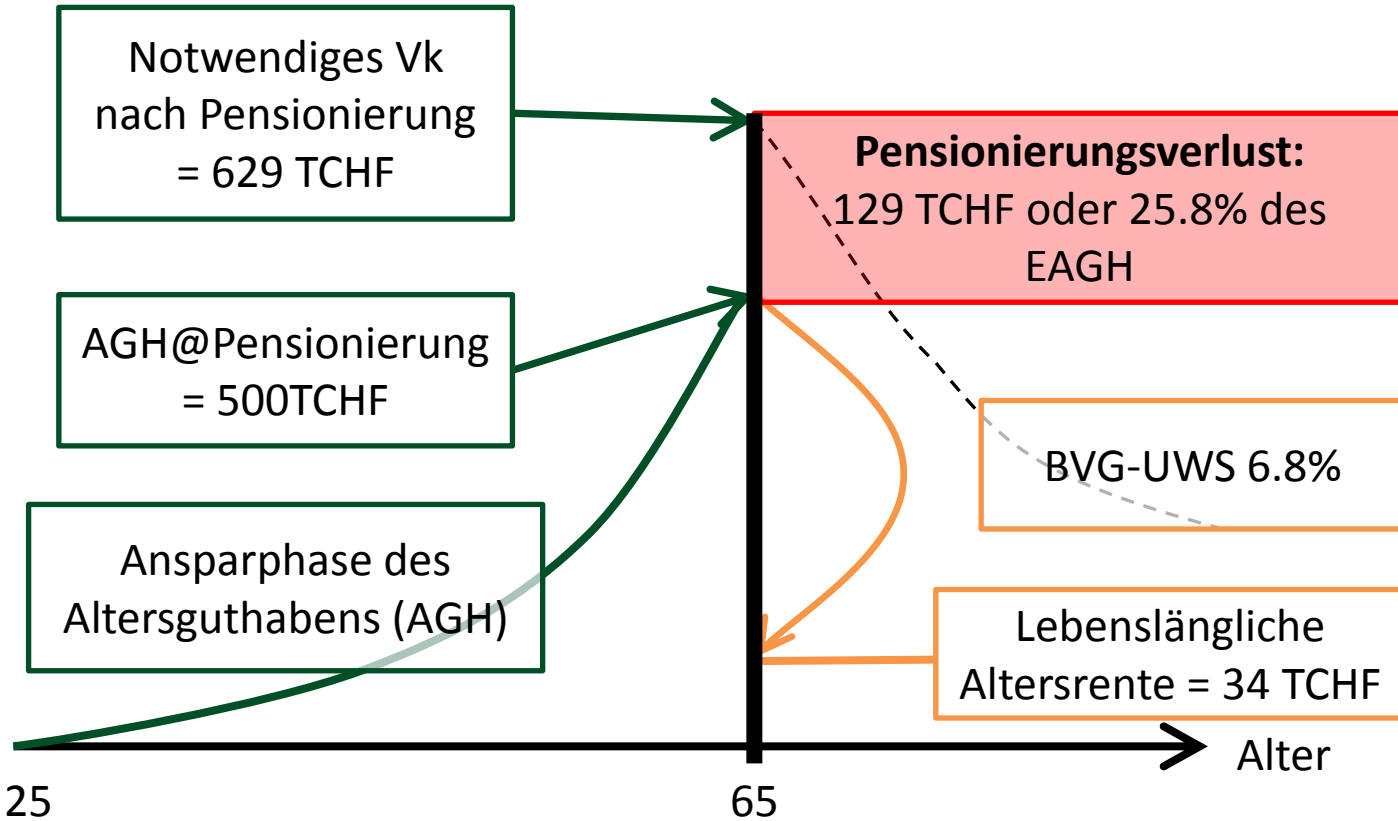 Notwendiges Vk
nach Pensionierung
= 629 TCHF
Pensionierungsverlust:
129 TCHF oder 25.8% des
EAGH
AGH@Pensionierung
= 500TCHF
BVG-UWS 6.8%
Ansparphase des
Altersguthabens (AGH)
Lebenslängliche
Altersrente = 34 TCHF
Alter
25
65